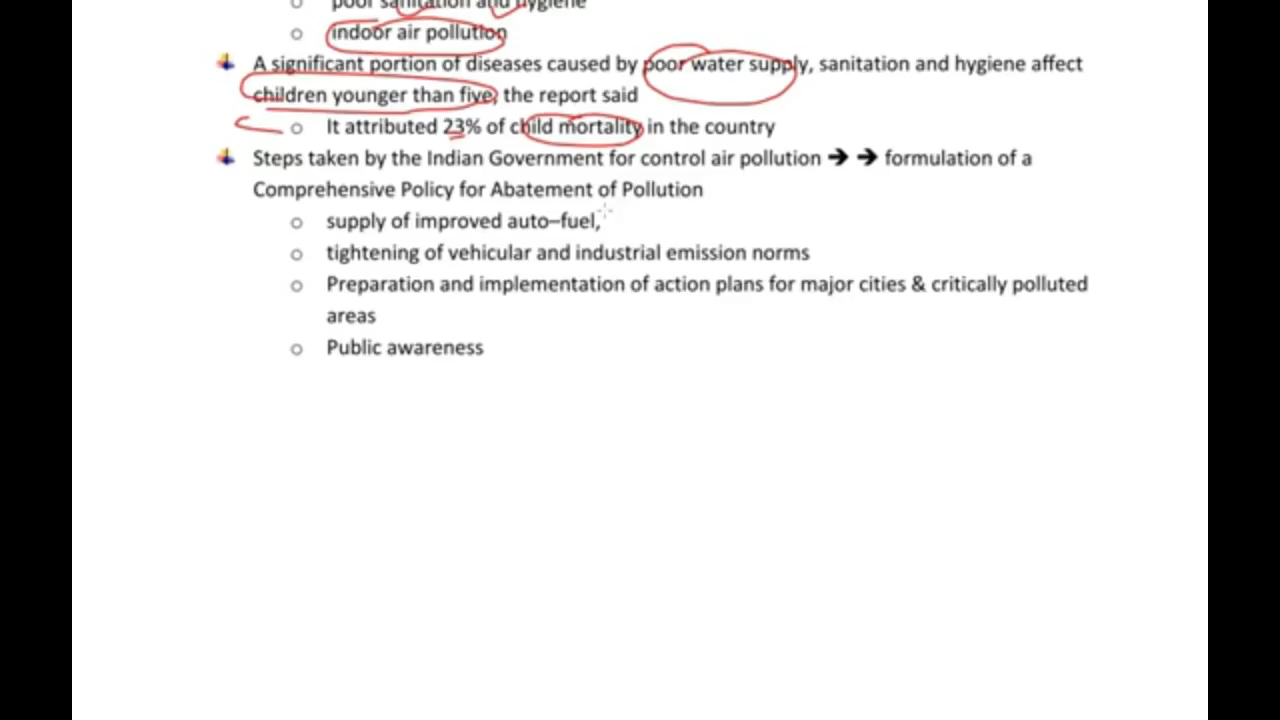 o poor sanitation and hygiene
o indoor air pollution
A significant portion of diseases caused by poor water supply, sanitation and hygiene affect
children younger than five, the report said
o It attributed 23% of child mortality in the country
Steps taken by the Indian Government for control air pollution → → formulation of a
Comprehensive Policy for Abatement of Pollution
o supply of improved auto–fuel,
o tightening of vehicular and industrial emission norms
o Preparation and implementation of action plans for major cities & critically polluted
areas
o Public awareness